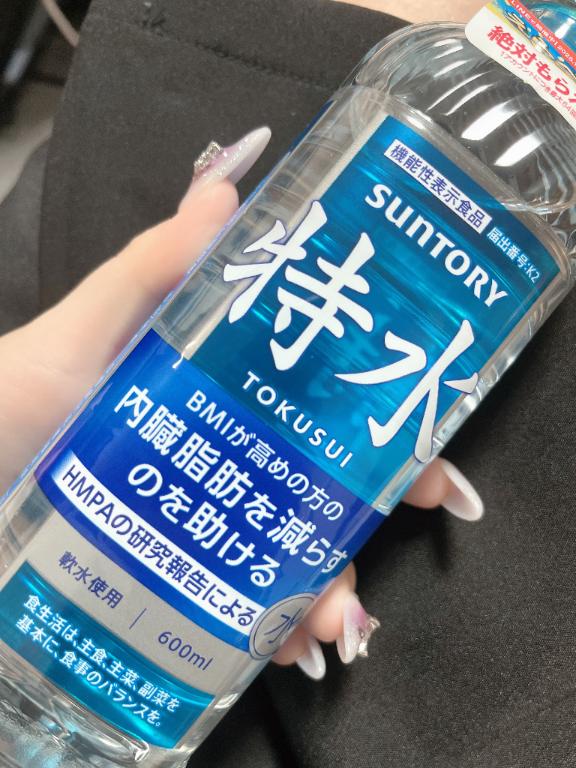 絶対もら
機能性表示食品
届出番号:K2
SUNTORY
特水
TOKUSUI
BMIが高めの方の
内臓脂肪を減らす
のを助ける
HMPAの研究報告による
水
軟水使用 | 600ml
食生活は、主食、主菜、副菜を
基本に、食事のバランスを。